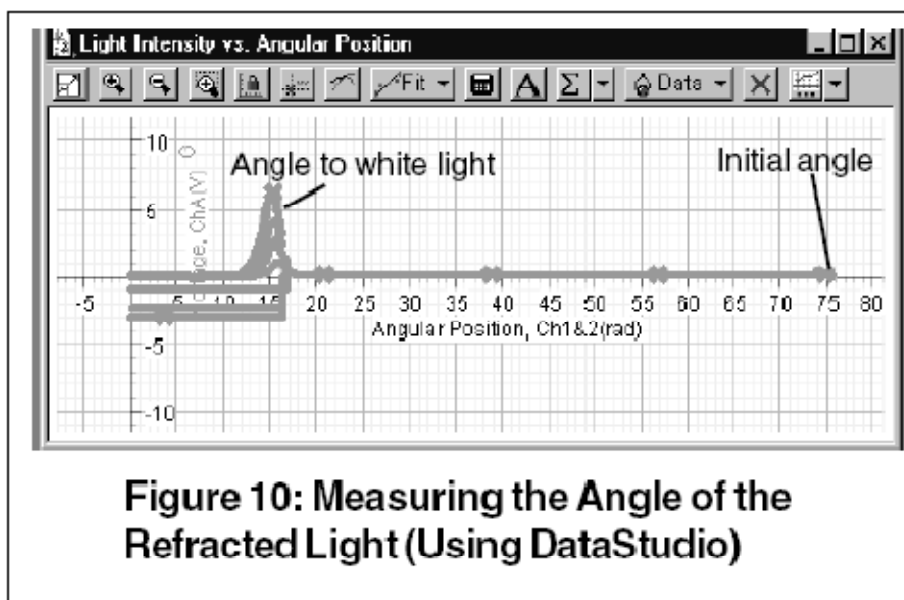 Light Intensity vs. Angular Position
Fit
Data
10
Angle to white light
Initial angle
5
ChA(V)
-5 5 10 15 20 25 30 35 40 45 50 55 60 65 70 75 80
Angular Position, Ch1&2(rad)
-5
-10
Figure 10: Measuring the Angle of the
Refracted Light (Using DataStudio)